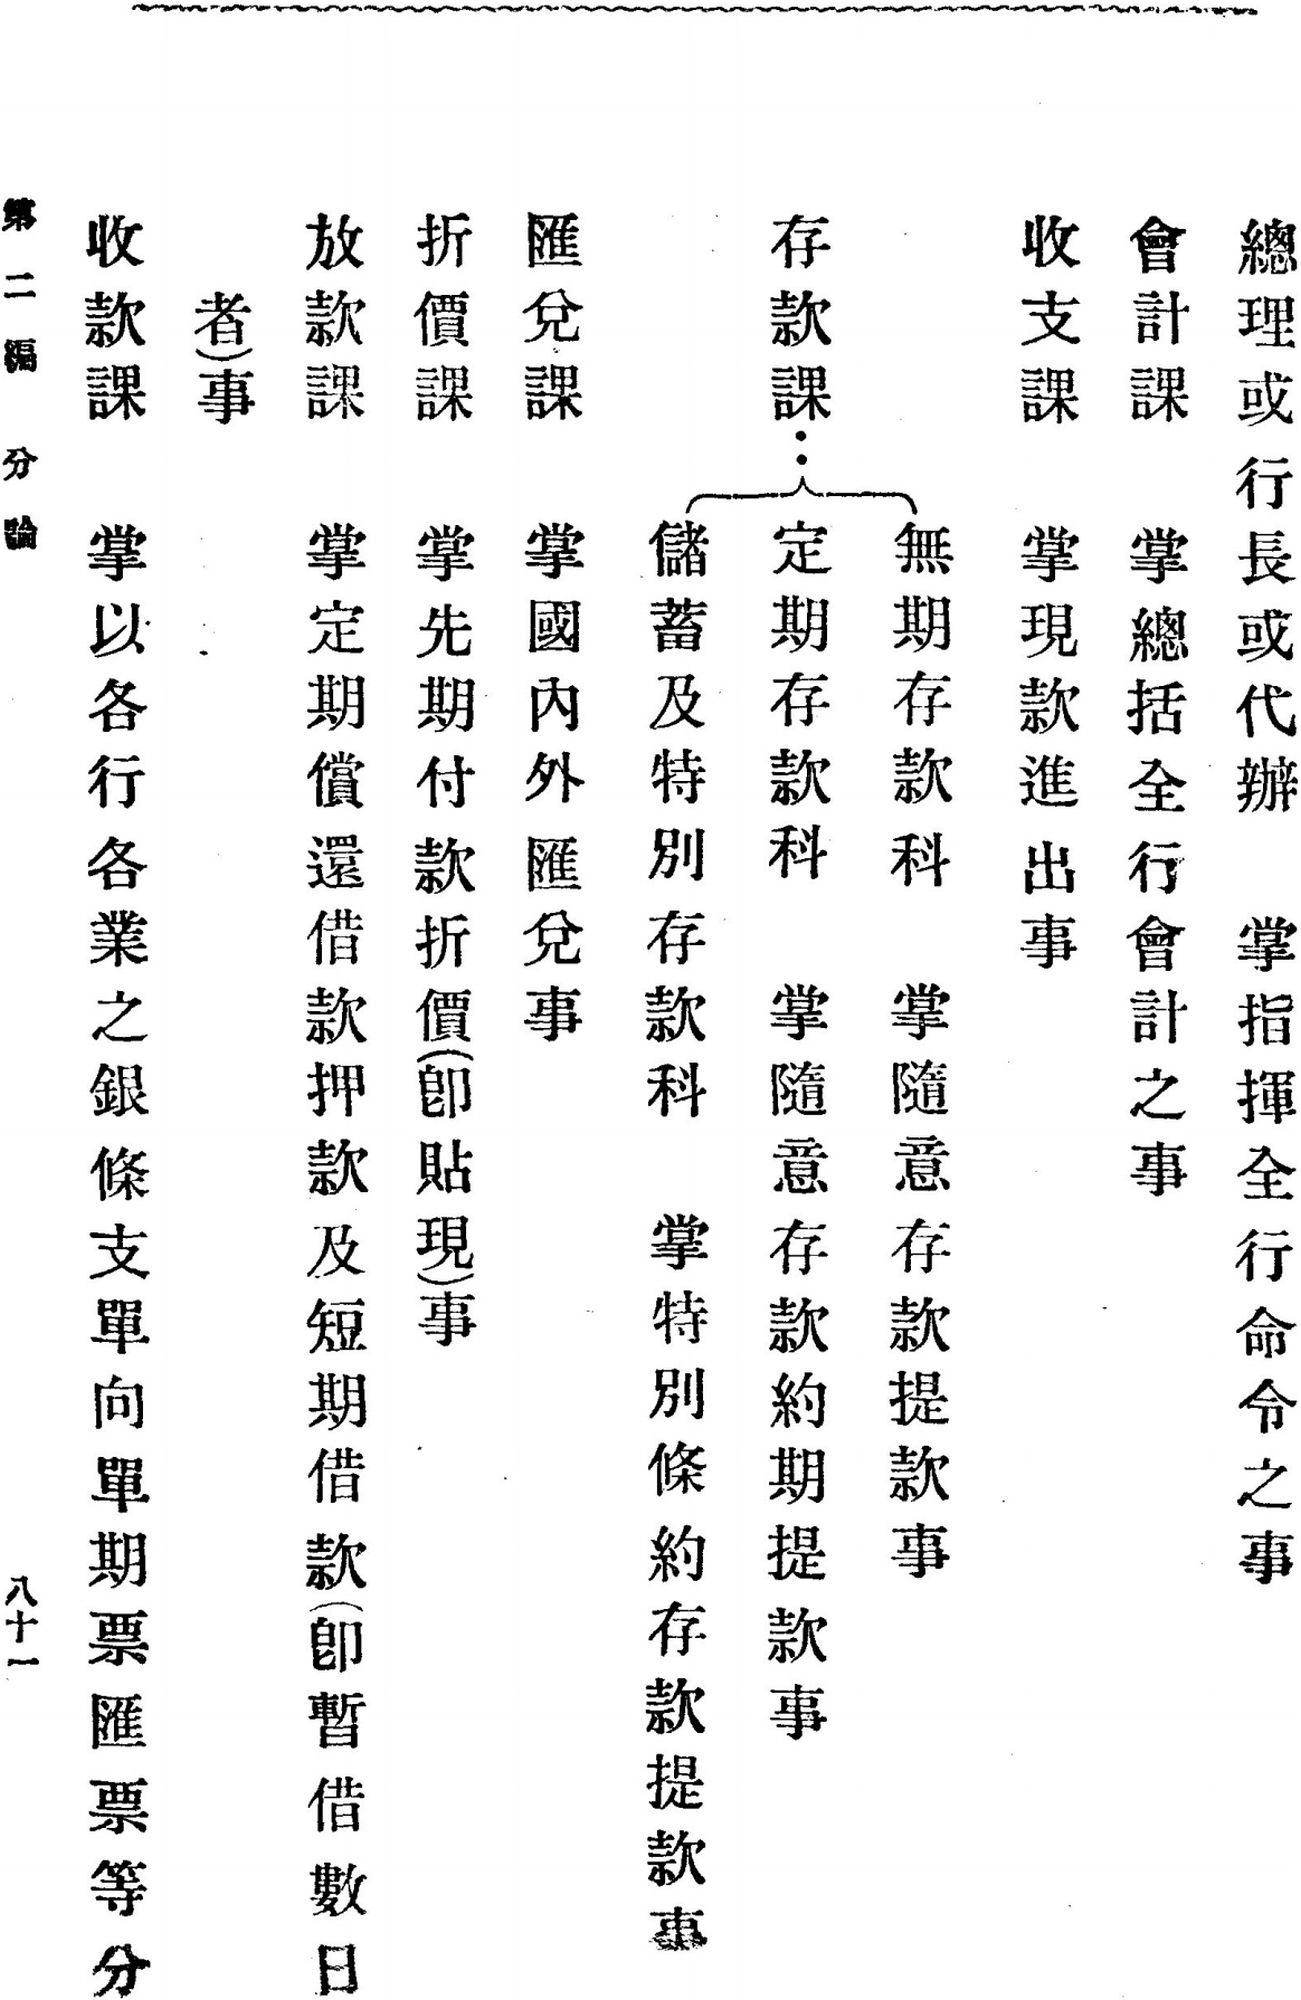 總理或行長或代辦　掌指揮全行命令之事
會計課　掌總括全行會計之事
收支課　掌現款進出事
無期存款科　掌隨意存款提款事
存款課：定期存款科　掌隨意存款約期提款事
儲蓄及特別存款科　掌特別條約存款提款事
匯兌課　掌國內外匯兌事
折價課　掌先期付款折價(卽貼現)事
放款課　掌定期償還借款押款及短期借款(卽暫借數日
者)事
收款課　掌以各行各業之銀條支單向單期票匯票等分
第二編　分論
八十一